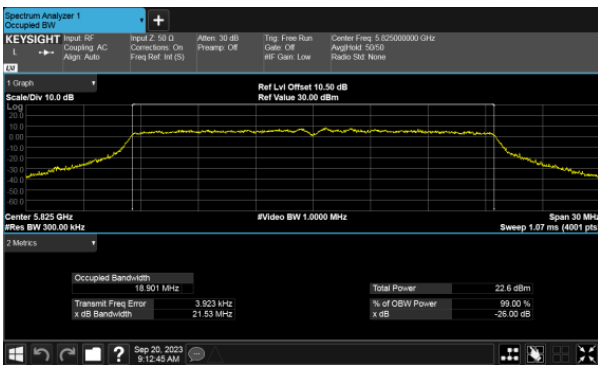 Spectrum Analyzer 1
Occupied BW
KEYSIGHT Input: RF Input Z: 50 Ω Atten: 30 dB Trig: Free Run Center Freq: 5.825000000 GHz
L Coupling: AC Corrections: On Preamp: Off Gate: Off Avg|Hold: 50/50
Align: Auto Freq Ref: Int (S) #IF Gain: Low Radio Std: None
1 Graph
Ref Lvl Offset 10.50 dB
Scale/Div 10.0 dB Ref Value 30.00 dBm
Log
20.0
10.0
0.00
-10.0
-20.0
-30.0
-40.0
-50.0
-60.0
Center 5.825 GHz #Video BW 1.0000 MHz Span 30 MHz
#Res BW 300.00 kHz Sweep 1.07 ms (4001 pts
2 Metrics
Occupied Bandwidth
18.901 MHz Total Power 22.6 dBm
Transmit Freq Error 3.923 kHz % of OBW Power 99.00 %
x dB Bandwidth 21.53 MHz x dB -26.00 dB
? Sep 20, 2023
9:12:45 AM